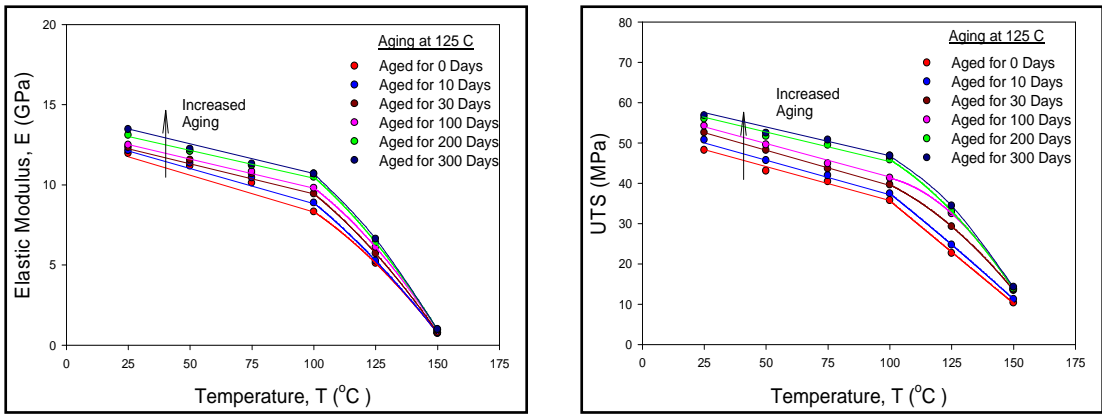 20
15
10
5
0
Elastic Modulus, E (GPa)
Aging at 125 C
Aged for 0 Days
Aged for 10 Days
Aged for 30 Days
Aged for 100 Days
Aged for 200 Days
Aged for 300 Days
Increased
Aging
0 25 50 75 100 125 150 175
Temperature, T (°C )
80
70
60
50
40
30
20
10
0
UTS (MPa)
Aging at 125 C
Aged for 0 Days
Aged for 10 Days
Aged for 30 Days
Aged for 100 Days
Aged for 200 Days
Aged for 300 Days
Increased
Aging
0 25 50 75 100 125 150 175
Temperature, T (°C )